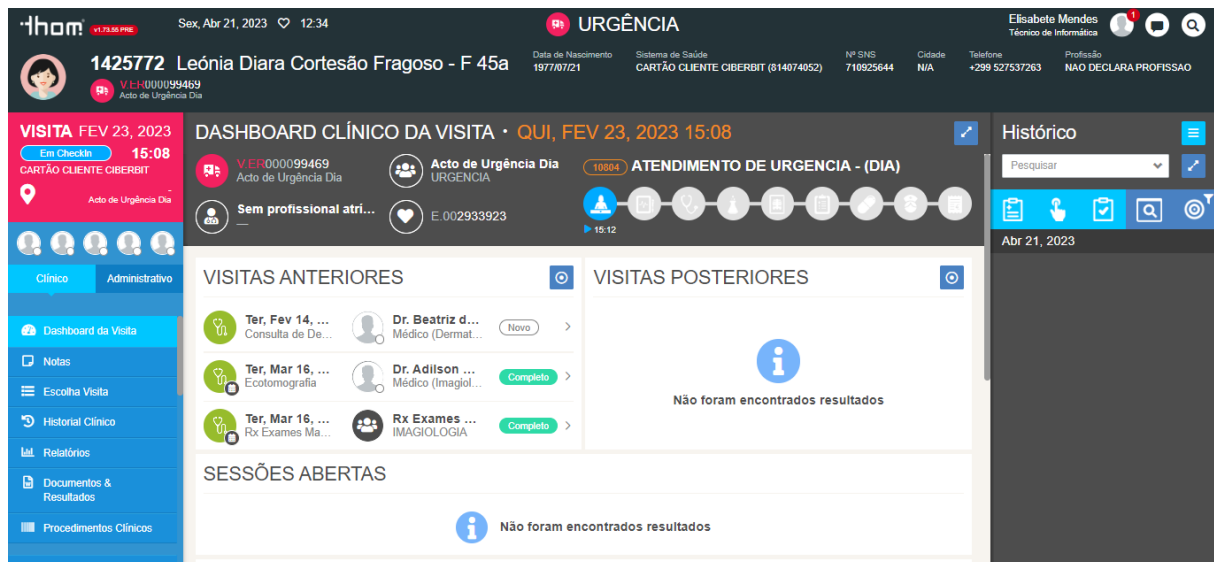 thom v1.73.55 PRE
Sex, Abr 21, 2023 12:34
URGÊNCIA
Elisabete Mendes
Técnico de Informática
1
1425772 Leónia Diara Cortesão Fragoso - F 45a
V.ER000099469
Acto de Urgência Dia
Data de Nascimento
1977/07/21
Sistema de Saúde
CARTÃO CLIENTE CIBERBIT (814074052)
Nº SNS
710925644
Cidade
N/A
Telefone
+299 527537263
Profissão
NAO DECLARA PROFISSAO
VISITA FEV 23, 2023
Em Checkin 15:08
CARTÃO CLIENTE CIBERBIT
-
Acto de Urgência Dia
Clínico Administrativo
Dashboard da Visita
Notas
Escolha Visita
Historial Clínico
Relatórios
Documentos &
Resultados
Procedimentos Clínicos
DASHBOARD CLÍNICO DA VISITA · QUI, FEV 23, 2023 15:08
V.ER000099469
Acto de Urgência Dia
Acto de Urgência Dia
URGENCIA
Sem profissional atri...
—
E.002933923
10804 ATENDIMENTO DE URGENCIA - (DIA)
15:12
VISITAS ANTERIORES
Ter, Fev 14, ... Dr. Beatriz d... Novo
Consulta de De... Médico (Dermat...
Ter, Mar 16, ... Dr. Adilson ... Completo
Ecotomografia Médico (Imagiol...
Ter, Mar 16, ... Rx Exames ... Completo
Rx Exames Ma... IMAGIOLOGIA
VISITAS POSTERIORES
Não foram encontrados resultados
SESSÕES ABERTAS
Não foram encontrados resultados
Histórico
Pesquisar
Abr 21, 2023